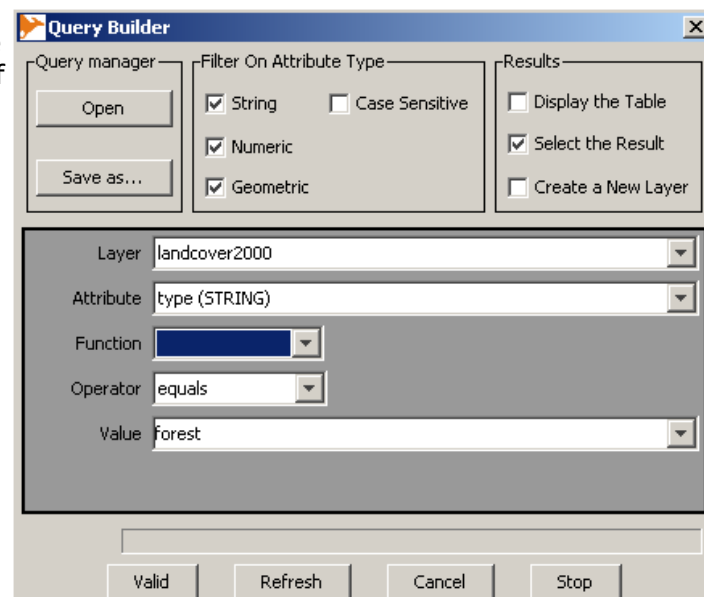 Query Builder
f
Query manager
Open
Save as...
Filter On Attribute Type
String
Case Sensitive
Numeric
Geometric
Results
Display the Table
Select the Result
Create a New Layer
Layer landcover2000
Attribute type (STRING)
Function
Operator equals
Value forest
Valid Refresh Cancel Stop